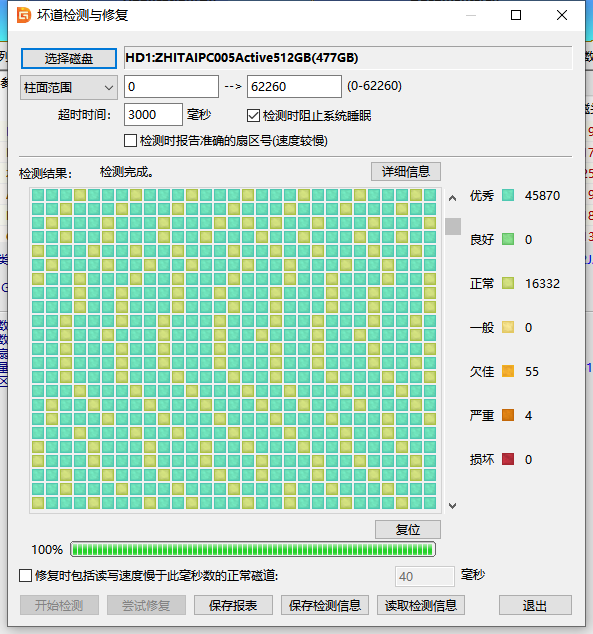 坏道检测与修复
选择磁盘 HD1:ZHITAIPC005Active512GB(477GB)
柱面范围 0 --> 62260 (0-62260)
超时时间: 3000 毫秒 检测时阻止系统睡眠
检测时报告准确的扇区号(速度较慢)
检测结果: 检测完成。 详细信息
优秀 45870
良好 0
正常 16332
一般 0
欠佳 55
严重 4
损坏 0
复位
100%
修复时包括读写速度慢于此毫秒数的正常磁道: 40 毫秒
开始检测 尝试修复 保存报表 保存检测信息 读取检测信息 退出